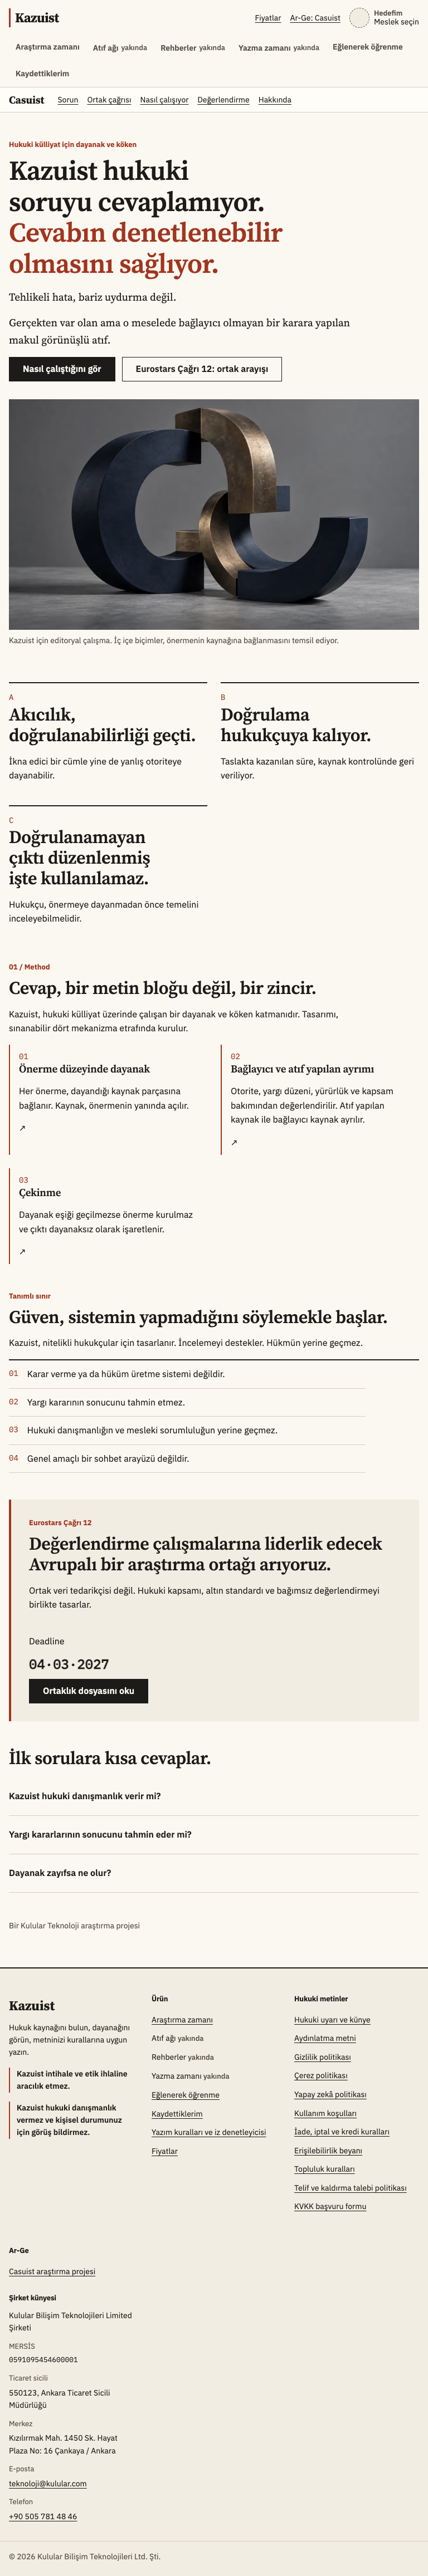 Kazuist
Fiyatlar
Ar-Ge: Casuist
Hedefim
Meslek seçin
Araştırma zamanı
Atıf ağı yakında
Rehberler yakında
Yazma zamanı yakında
Eğlenerek öğrenme
Kaydettiklerim
Casuist
Sorun
Ortak çağrısı
Nasıl çalışıyor
Değerlendirme
Hakkında
Hukuki külliyat için dayanak ve köken
Kazuist hukuki
soruyu cevaplamıyor.
Cevabın denetlenebilir
olmasını sağlıyor.
Tehlikeli hata, bariz uydurma değil.
Gerçekten var olan ama o meselede bağlayıcı olmayan bir karara yapılan
makul görünüşlü atıf.
Nasıl çalıştığını gör
Eurostars Çağrı 12: ortak arayışı
Kazuist için editoryal çalışma. İç içe biçimler, önermenin kaynağına bağlanmasını temsil ediyor.
A
Akıcılık,
doğrulanabilirliği geçti.
İkna edici bir cümle yine de yanlış otoriteye
dayanabilir.
B
Doğrulama
hukukçuya kalıyor.
Taslakta kazanılan süre, kaynak kontrolünde geri
veriliyor.
C
Doğrulanamayan
çıktı düzenlenmiş
işte kullanılamaz.
Hukukçu, önermeye dayanmadan önce temelini
inceleyebilmelidir.
01 / Method
Cevap, bir metin bloğu değil, bir zincir.
Kazuist, hukuki külliyat üzerinde çalışan bir dayanak ve köken katmanıdır. Tasarımı,
sınanabilir dört mekanizma etrafında kurulur.
01
Önerme düzeyinde dayanak
Her önerme, dayandığı kaynak parçasına
bağlanır. Kaynak, önermenin yanında açılır.
↗
02
Bağlayıcı ve atıf yapılan ayrımı
Otorite, yargı düzeni, yürürlük ve kapsam
bakımından değerlendirilir. Atıf yapılan
kaynak ile bağlayıcı kaynak ayrılır.
↗
03
Çekinme
Dayanak eşiği geçilmezse önerme kurulmaz
ve çıktı dayanaksız olarak işaretlenir.
↗
Tanımlı sınır
Güven, sistemin yapmadığını söylemekle başlar.
Kazuist, nitelikli hukukçular için tasarlanır. İncelemeyi destekler. Hükmün yerine geçmez.
01 Karar verme ya da hüküm üretme sistemi değildir.
02 Yargı kararının sonucunu tahmin etmez.
03 Hukuki danışmanlığın ve mesleki sorumluluğun yerine geçmez.
04 Genel amaçlı bir sohbet arayüzü değildir.
Eurostars Çağrı 12
Değerlendirme çalışmalarına liderlik edecek
Avrupalı bir araştırma ortağı arıyoruz.
Ortak veri tedarikçisi değil. Hukuki kapsamı, altın standardı ve bağımsız değerlendirmeyi
birlikte tasarlar.
Deadline
04·03·2027
Ortaklık dosyasını oku
İlk sorulara kısa cevaplar.
Kazuist hukuki danışmanlık verir mi?
Yargı kararlarının sonucunu tahmin eder mi?
Dayanak zayıfsa ne olur?
Bir Kulular Teknoloji araştırma projesi
Kazuist
Hukuk kaynağını bulun, dayanağını
görün, metninizi kurallarına uygun
yazın.
Kazuist intihale ve etik ihlaline
aracılık etmez.
Kazuist hukuki danışmanlık
vermez ve kişisel durumunuz
için görüş bildirmez.
Ürün
Araştırma zamanı
Atıf ağı yakında
Rehberler yakında
Yazma zamanı yakında
Eğlenerek öğrenme
Kaydettiklerim
Yazım kuralları ve iz denetleyicisi
Fiyatlar
Hukuki metinler
Hukuki uyarı ve künye
Aydınlatma metni
Gizlilik politikası
Çerez politikası
Yapay zekâ politikası
Kullanım koşulları
İade, iptal ve kredi kuralları
Erişilebilirlik beyanı
Topluluk kuralları
Telif ve kaldırma talebi politikası
KVKK başvuru formu
Ar-Ge
Casuist araştırma projesi
Şirket künyesi
Kulular Bilişim Teknolojileri Limited
Şirketi
MERSİS
0591095454600001
Ticaret sicili
550123, Ankara Ticaret Sicili
Müdürlüğü
Merkez
Kızılırmak Mah. 1450 Sk. Hayat
Plaza No: 16 Çankaya / Ankara
E-posta
teknoloji@kulular.com
Telefon
+90 505 781 48 46
© 2026 Kulular Bilişim Teknolojileri Ltd. Şti.